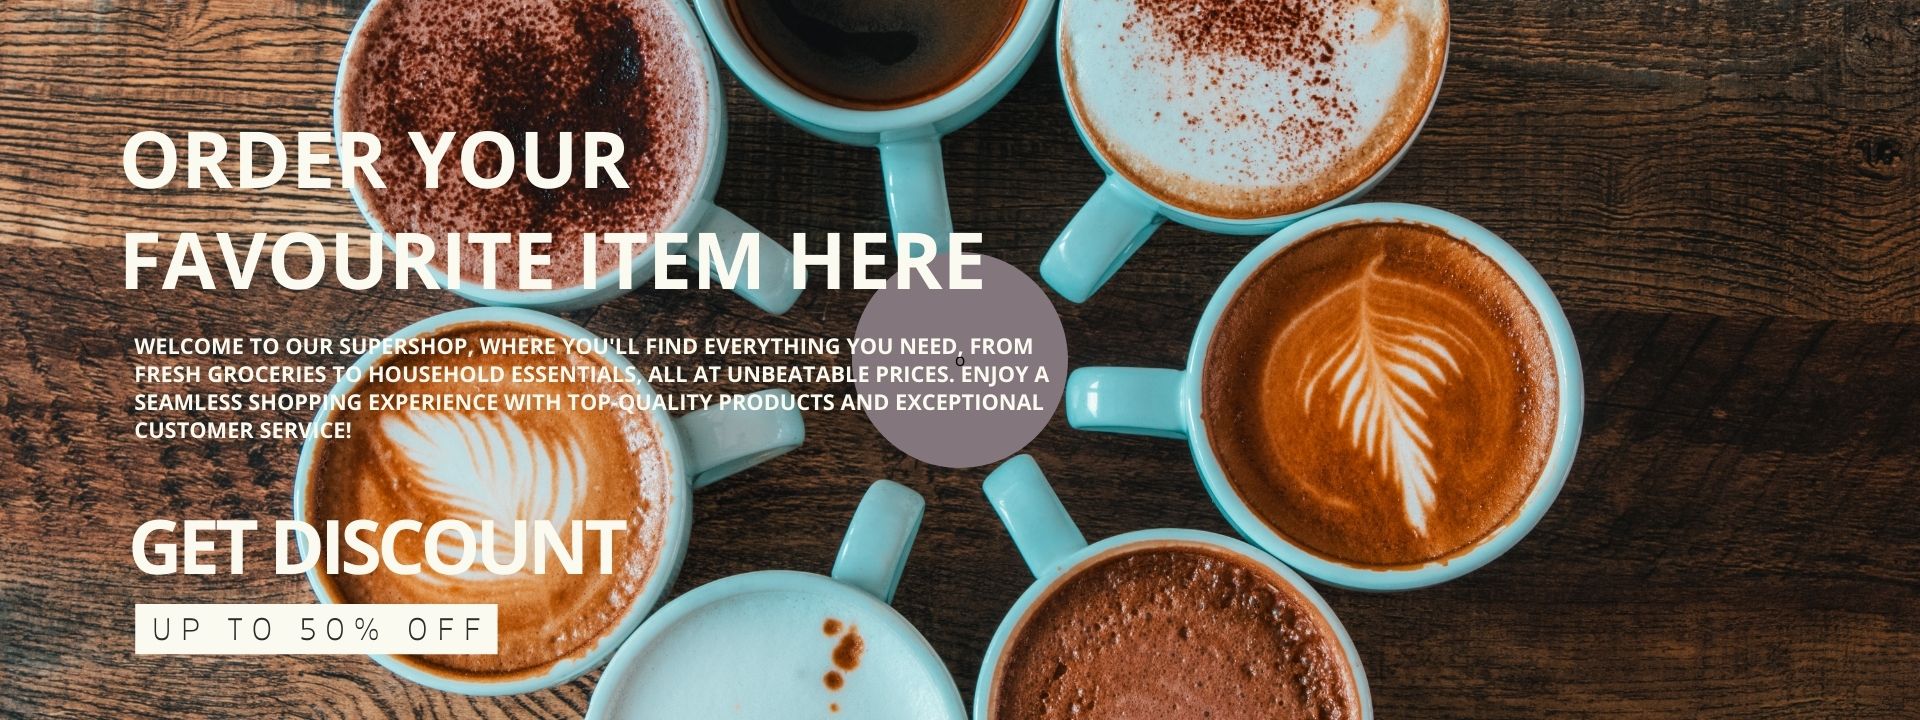 ORDER YOUR
FAVOURITE ITEM HERE
WELCOME TO OUR SUPERSHOP, WHERE YOU'LL FIND EVERYTHING YOU NEED, FROM
FRESH GROCERIES TO HOUSEHOLD ESSENTIALS, ALL AT UNBEATABLE PRICES. ENJOY A
SEAMLESS SHOPPING EXPERIENCE WITH TOP-QUALITY PRODUCTS AND EXCEPTIONAL
CUSTOMER SERVICE!
o
GET DISCOUNT
UP TO 50% OFF